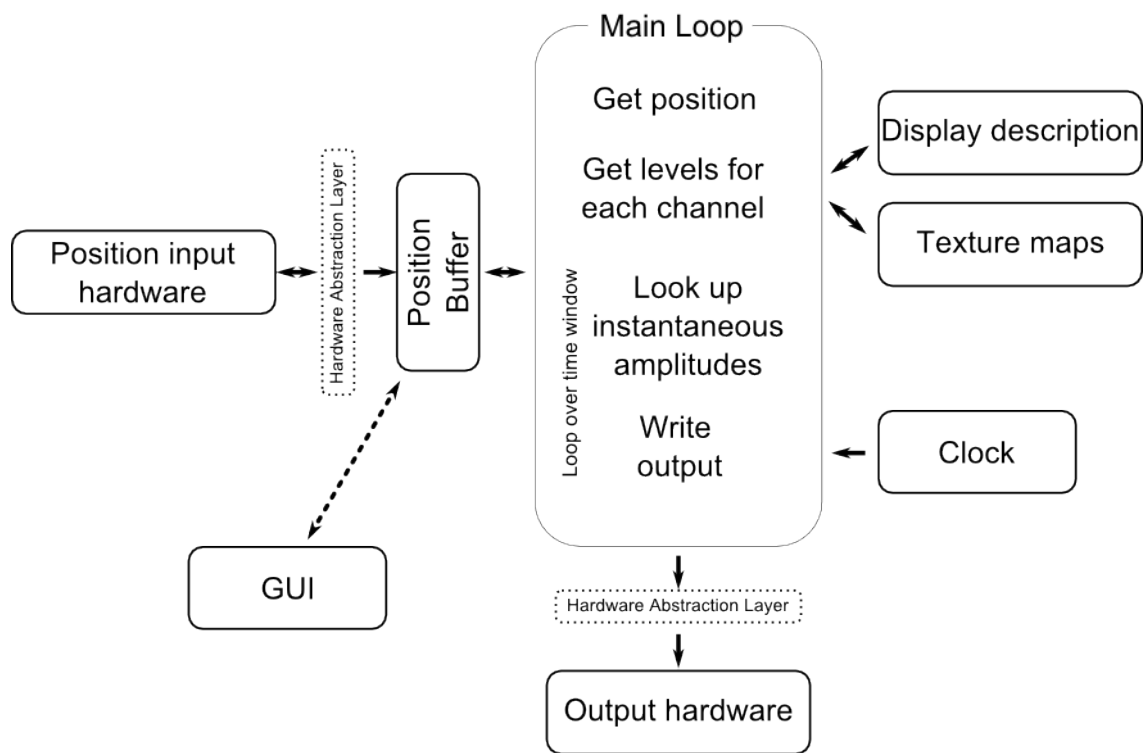 Main Loop
Get position
Get levels for
each channel
Look up
instantaneous
amplitudes
Write
output
Loop over time window
Display description
Texture maps
Clock
Position input
hardware
Hardware Abstraction Layer
Position
Buffer
GUI
Hardware Abstraction Layer
Output hardware